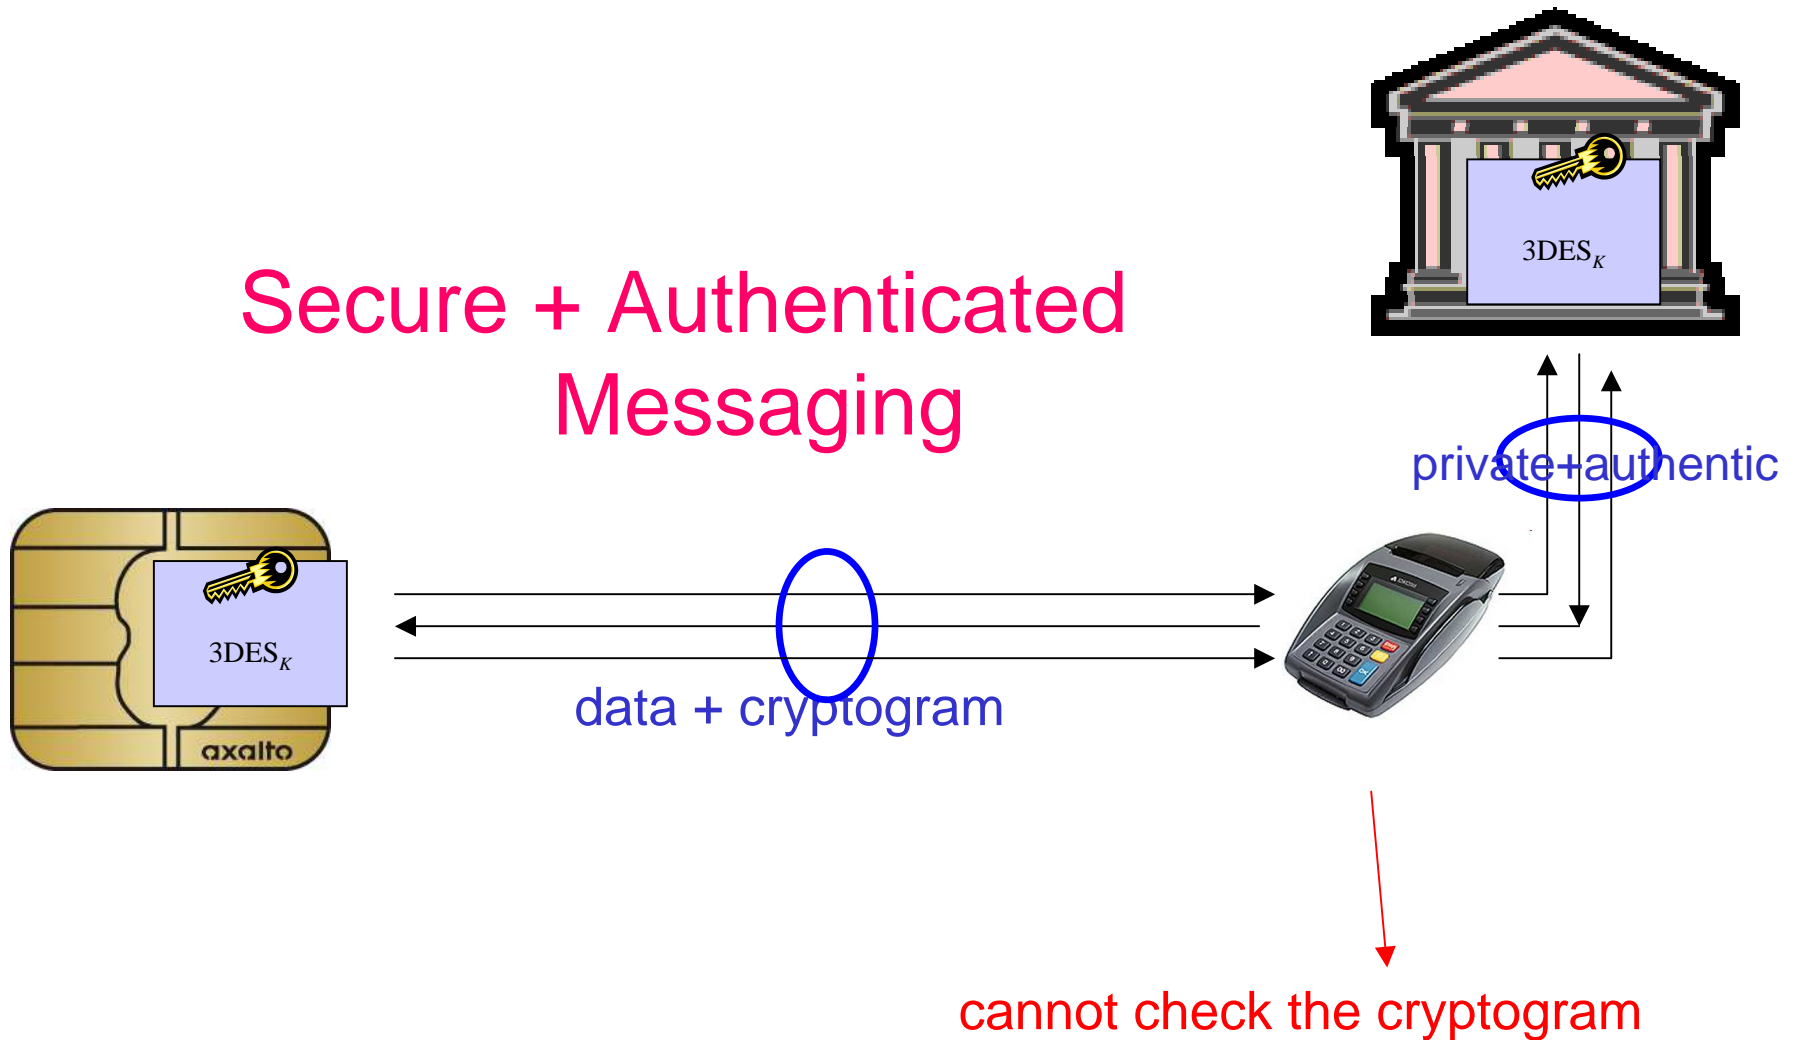 3DESK
Secure + Authenticated
Messaging
private+authentic
3DESK
axalto
data + cryptogram
cannot check the cryptogram